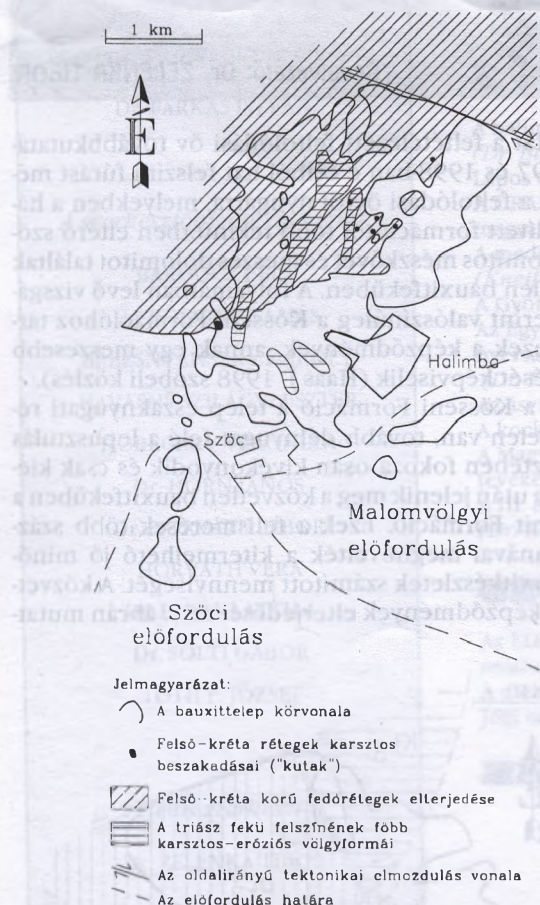 1 km
É
Halimba
Szőc
Malomvölgyi
előfordulás
Szőci
előfordulás
Jelmagyarázat:
A bauxittelep körvonala
Felső-kréta rétegek karsztos
beszakadásai ("kutak")
Felső-kréta korú fedőrétegek elterjedése
A triász fekü felszínének főbb
karsztos-eróziós völgyformái
Az oldalirányú tektonikai elmozdulás vonala
Az előfordulás határa